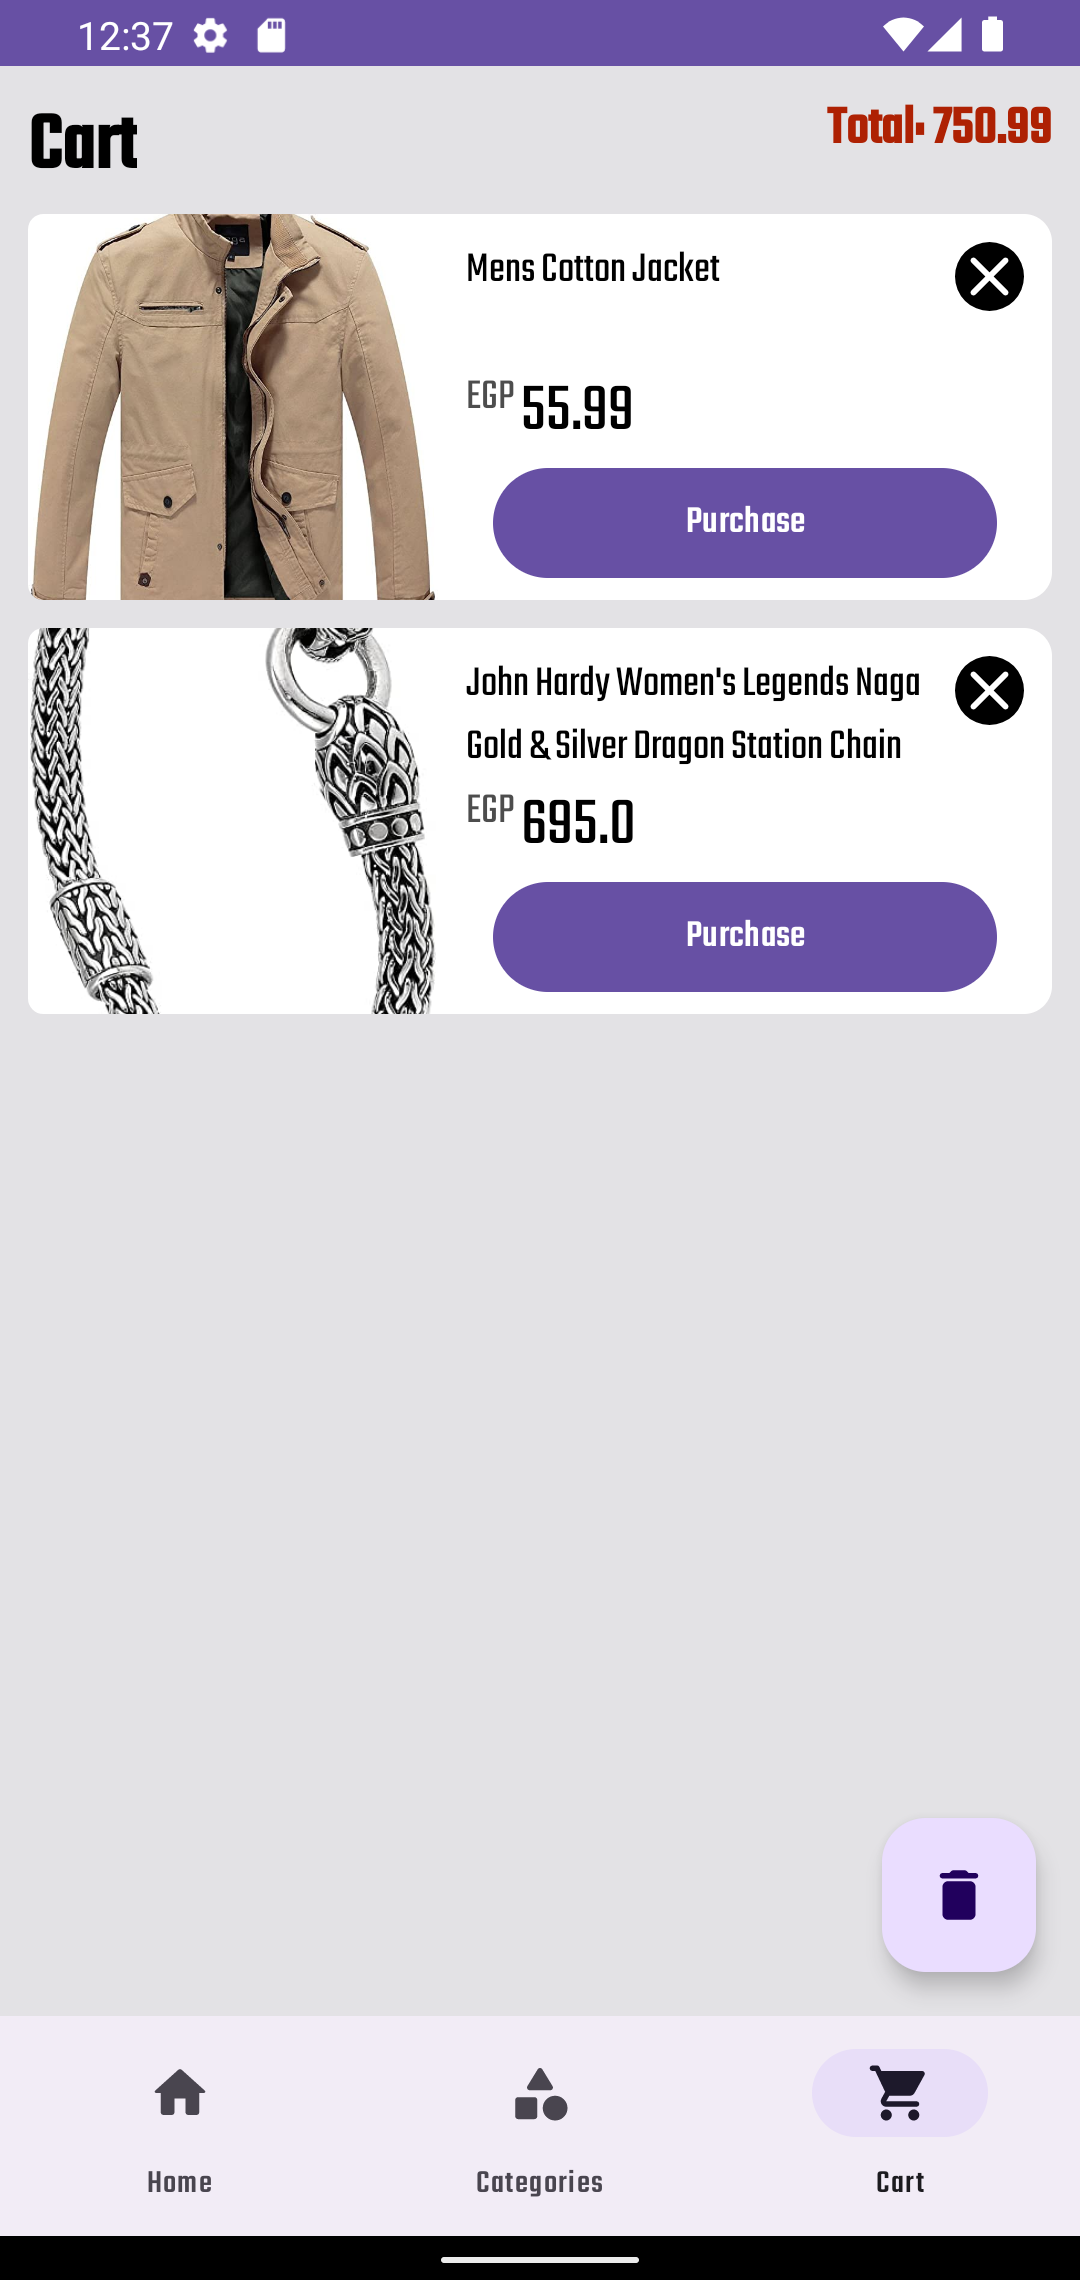 12:37
Cart
Total: 750.99
Mens Cotton Jacket
EGP 55.99
Purchase
John Hardy Women's Legends Naga
Gold & Silver Dragon Station Chain
EGP 695.0
Purchase
Home
Categories
Cart